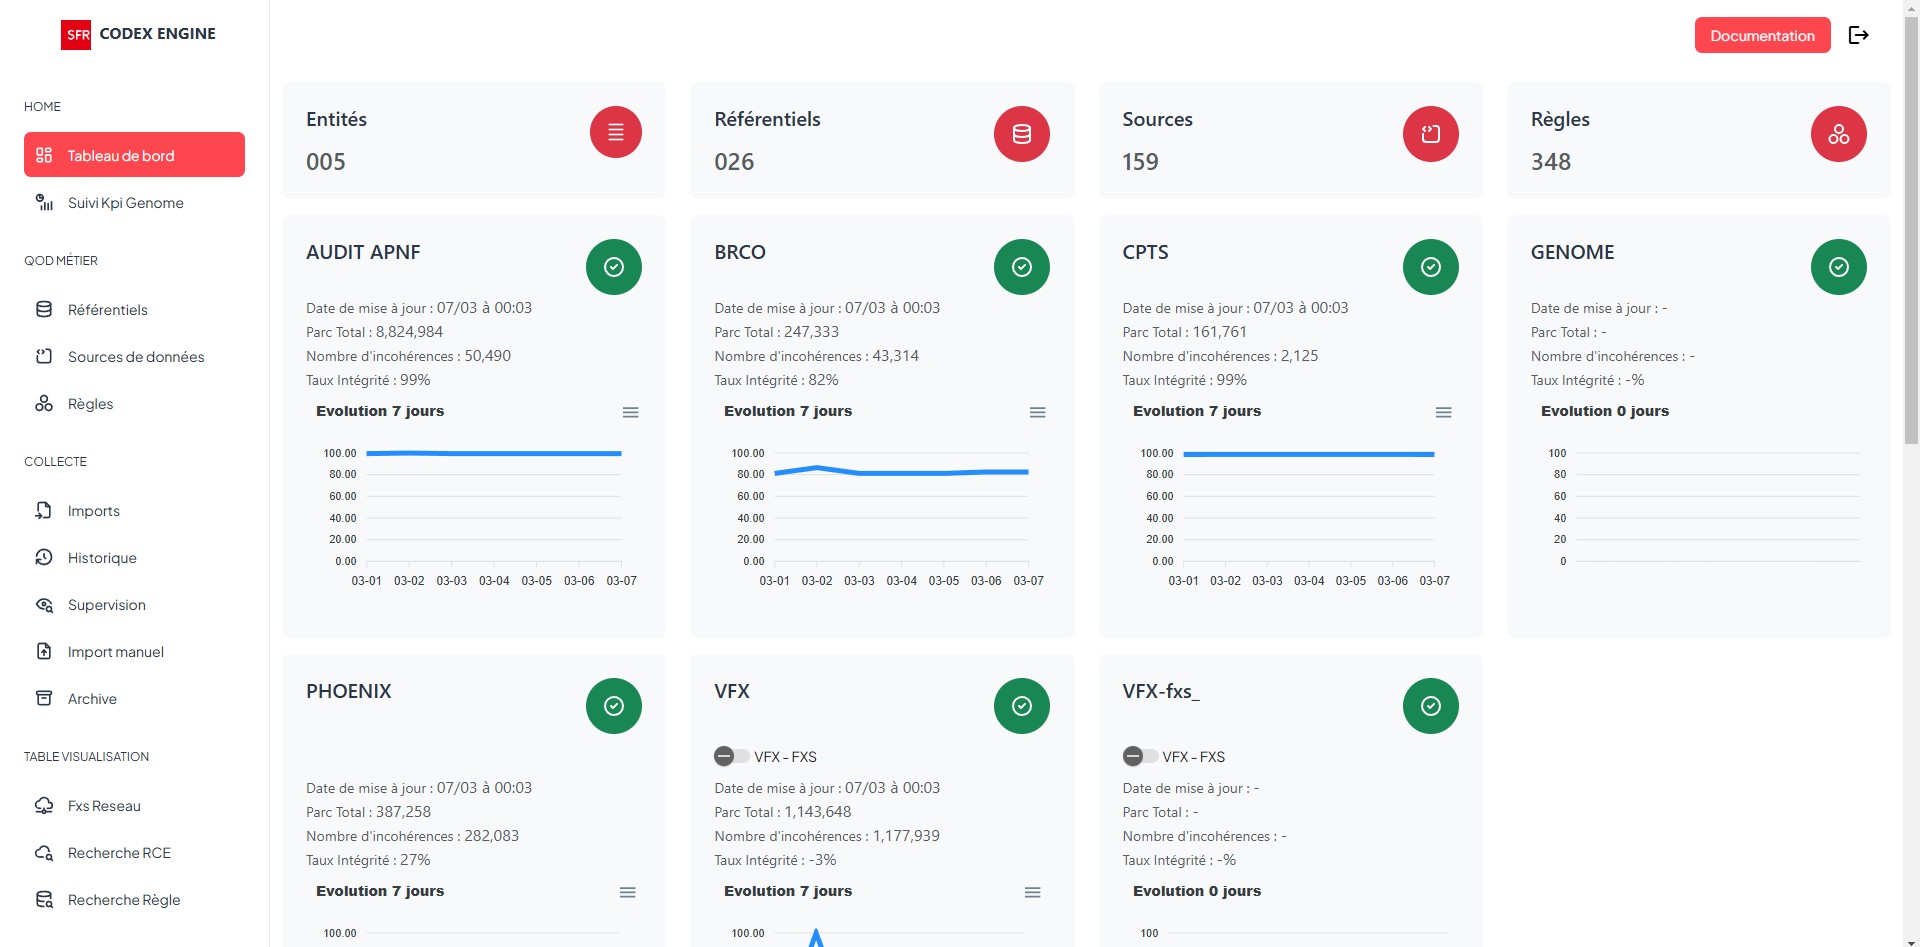 SFR CODEX ENGINE
HOME
Tableau de bord
Suivi Kpi Genome
QOD MÉTIER
Référentiels
Sources de données
Règles
COLLECTE
Imports
Historique
Supervision
Import manuel
Archive
TABLE VISUALISATION
Fxs Reseau
Recherche RCE
Recherche Règle
Documentation
Entités
005
Référentiels
026
Sources
159
Règles
348
AUDIT APNF
Date de mise à jour : 07/03 à 00:03
Parc Total : 8,824,984
Nombre d'incohérences : 50,490
Taux Intégrité : 99%
Evolution 7 jours
100.00
80.00
60.00
40.00
20.00
0.00
03-01 03-02 03-03 03-04 03-05 03-06 03-07
BRCO
Date de mise à jour : 07/03 à 00:03
Parc Total : 247,333
Nombre d'incohérences : 43,314
Taux Intégrité : 82%
Evolution 7 jours
100.00
80.00
60.00
40.00
20.00
0.00
03-01 03-02 03-03 03-04 03-05 03-06 03-07
CPTS
Date de mise à jour : 07/03 à 00:03
Parc Total : 161,761
Nombre d'incohérences : 2,125
Taux Intégrité : 99%
Evolution 7 jours
100.00
80.00
60.00
40.00
20.00
0.00
03-01 03-02 03-03 03-04 03-05 03-06 03-07
GENOME
Date de mise à jour : -
Parc Total : -
Nombre d'incohérences : -
Taux Intégrité : -%
Evolution 0 jours
100
80
60
40
20
0
PHOENIX
Date de mise à jour : 07/03 à 00:03
Parc Total : 387,258
Nombre d'incohérences : 282,083
Taux Intégrité : 27%
Evolution 7 jours
100.00
VFX
VFX - FXS
Date de mise à jour : 07/03 à 00:03
Parc Total : 1,143,648
Nombre d'incohérences : 1,177,939
Taux Intégrité : -3%
Evolution 7 jours
100.00
VFX-fxs_
VFX - FXS
Date de mise à jour : -
Parc Total : -
Nombre d'incohérences : -
Taux Intégrité : -%
Evolution 0 jours
100